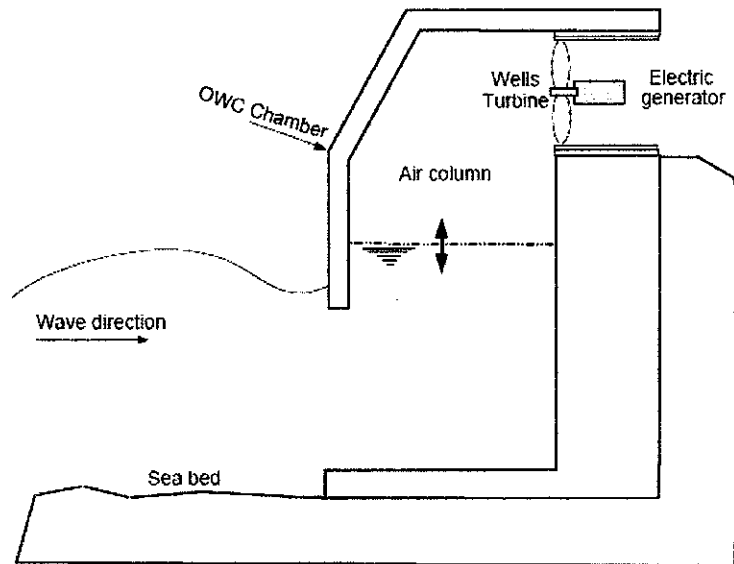 Wells
Turbine
Electric
generator
OWC Chamber
Air column
Wave direction
Sea bed